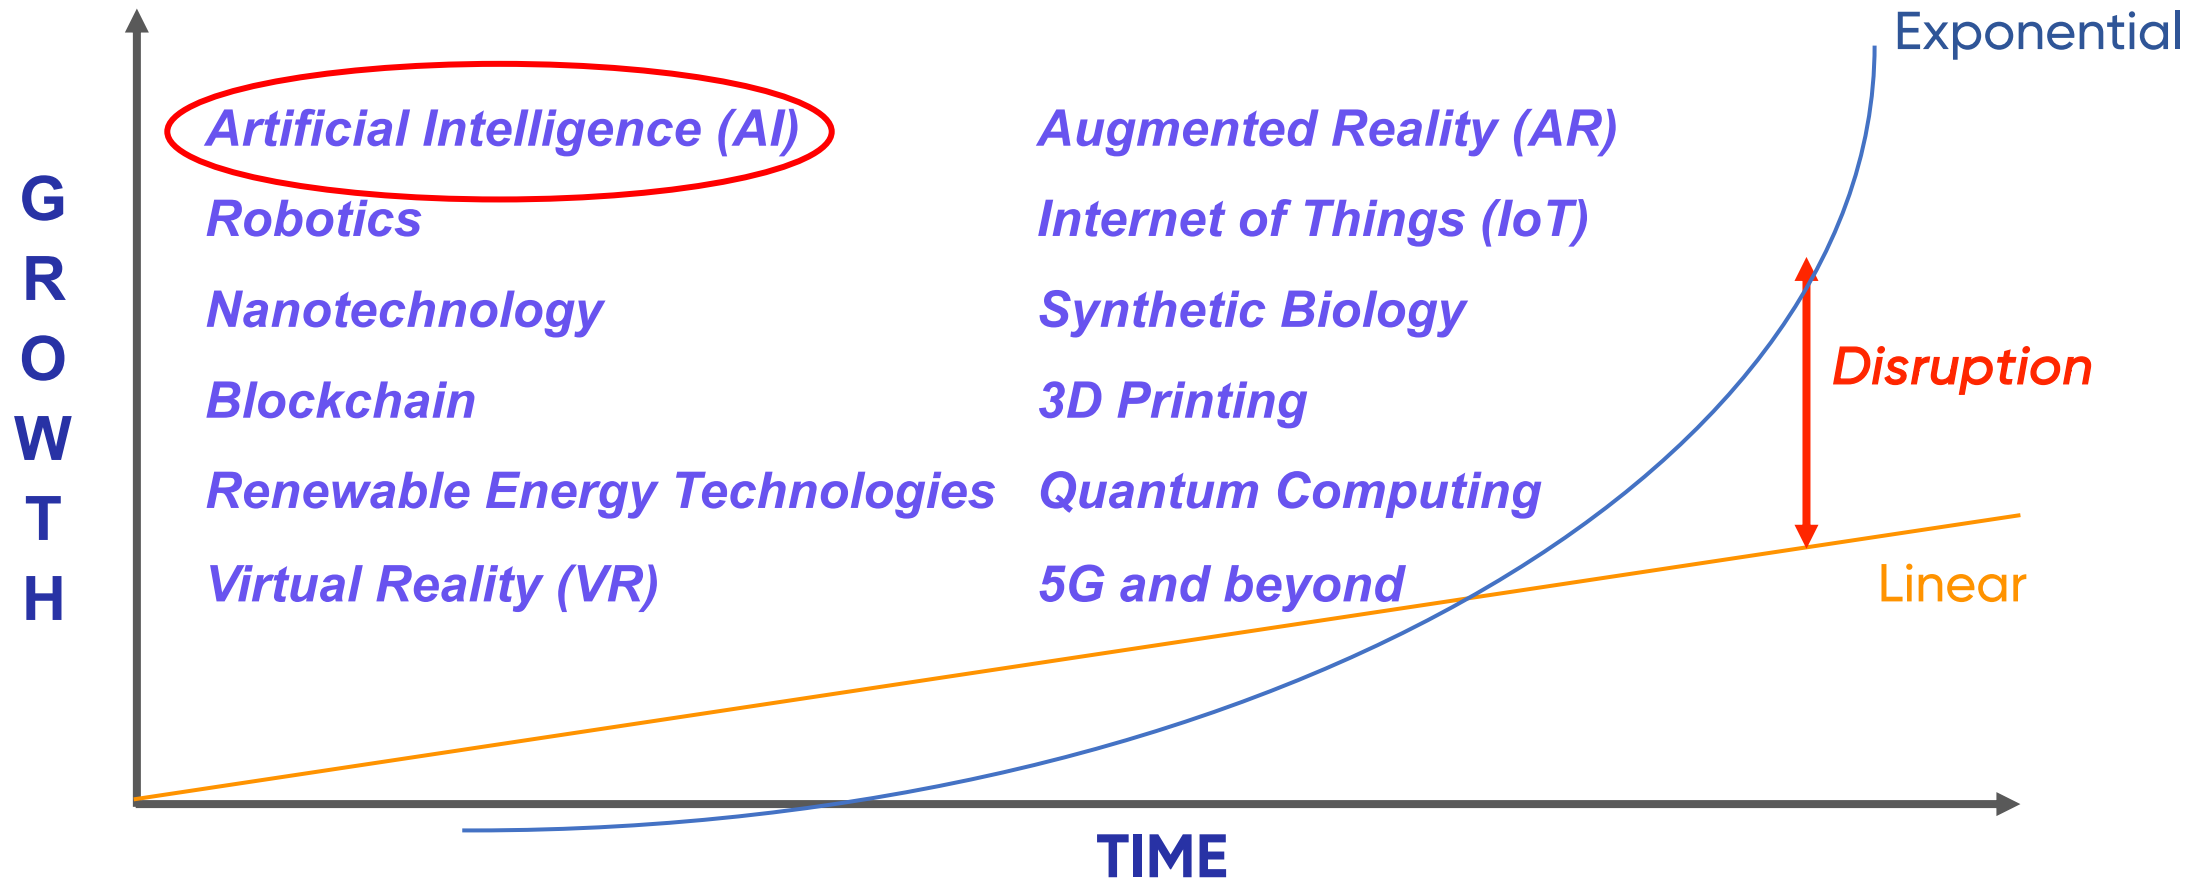 Exponential
Artificial Intelligence (AI)
Augmented Reality (AR)
GROWTH
Robotics
Internet of Things (IoT)
Nanotechnology
Synthetic Biology
Disruption
Blockchain
3D Printing
Renewable Energy Technologies
Quantum Computing
Virtual Reality (VR)
5G and beyond
Linear
TIME